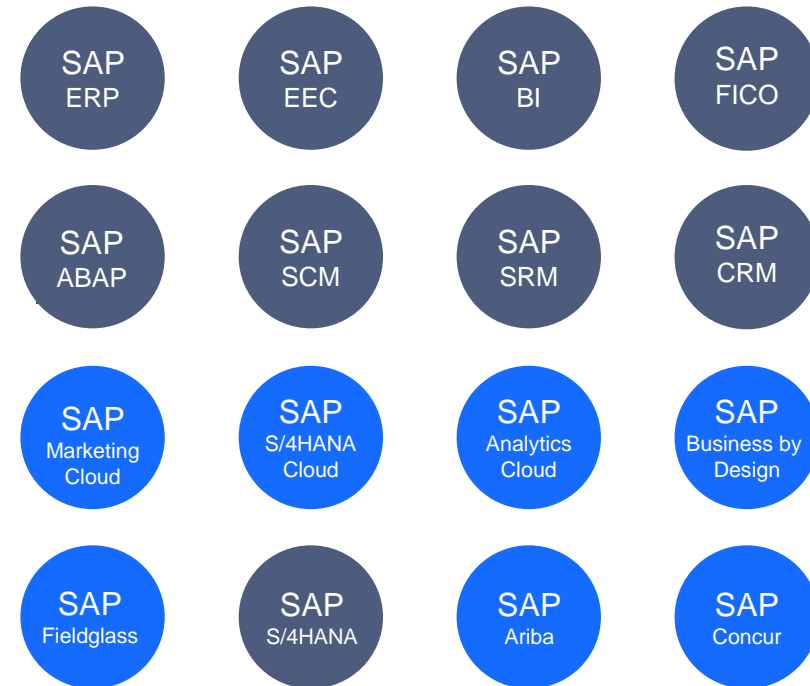 SAP
ERP
SAP
EEC
SAP
BI
SAP
FICO
SAP
ABAP
SAP
SCM
SAP
SRM
SAP
CRM
SAP
Marketing
Cloud
SAP
S/4HANA
Cloud
SAP
Analytics
Cloud
SAP
Business by
Design
SAP
Fieldglass
SAP
S/4HANA
SAP
Ariba
SAP
Concur